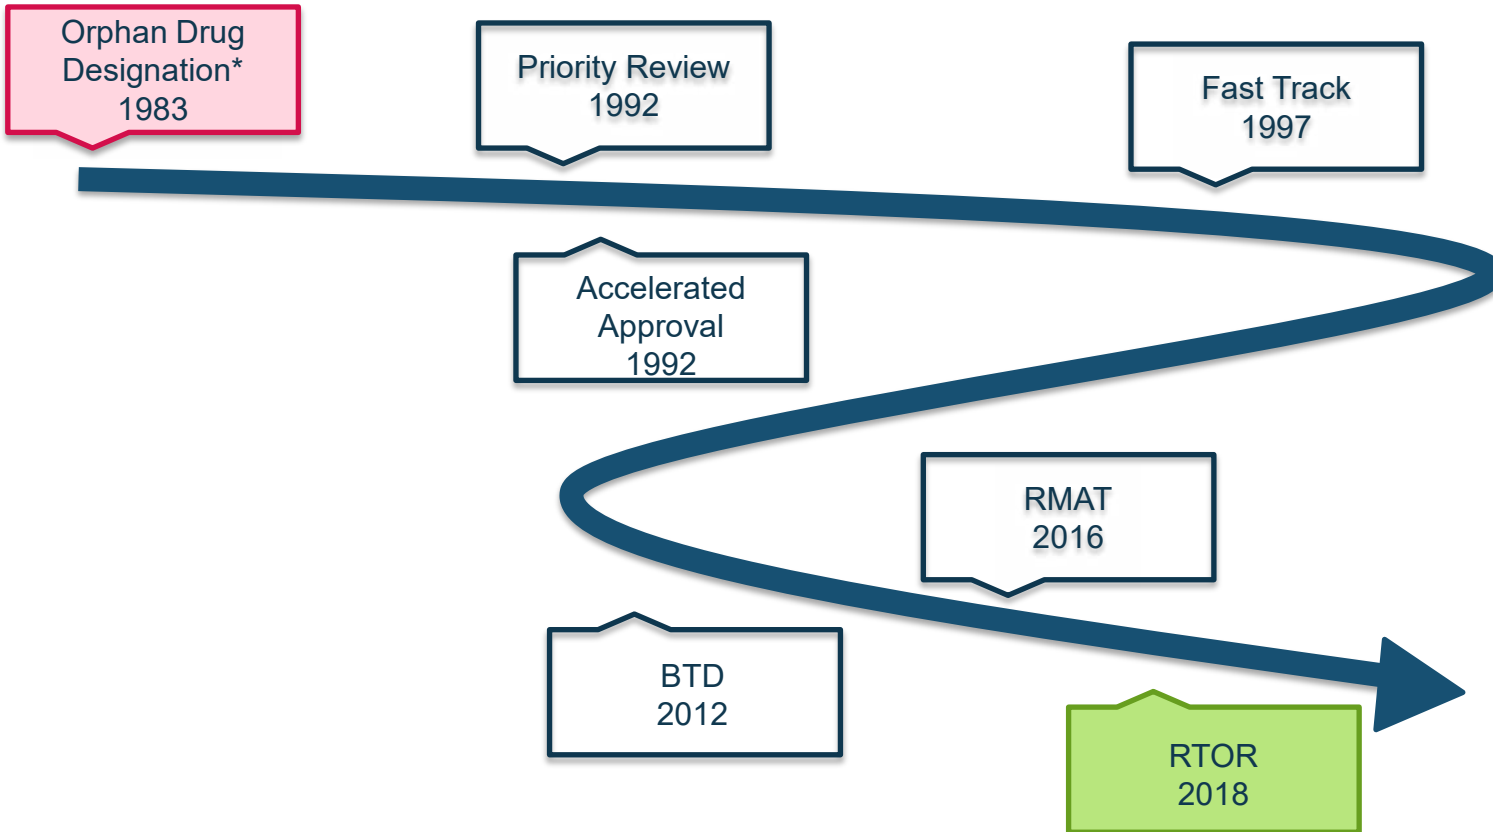 Orphan Drug
Designation*
1983
Priority Review
1992
Fast Track
1997
Accelerated
Approval
1992
RMAT
2016
BTD
2012
RTOR
2018